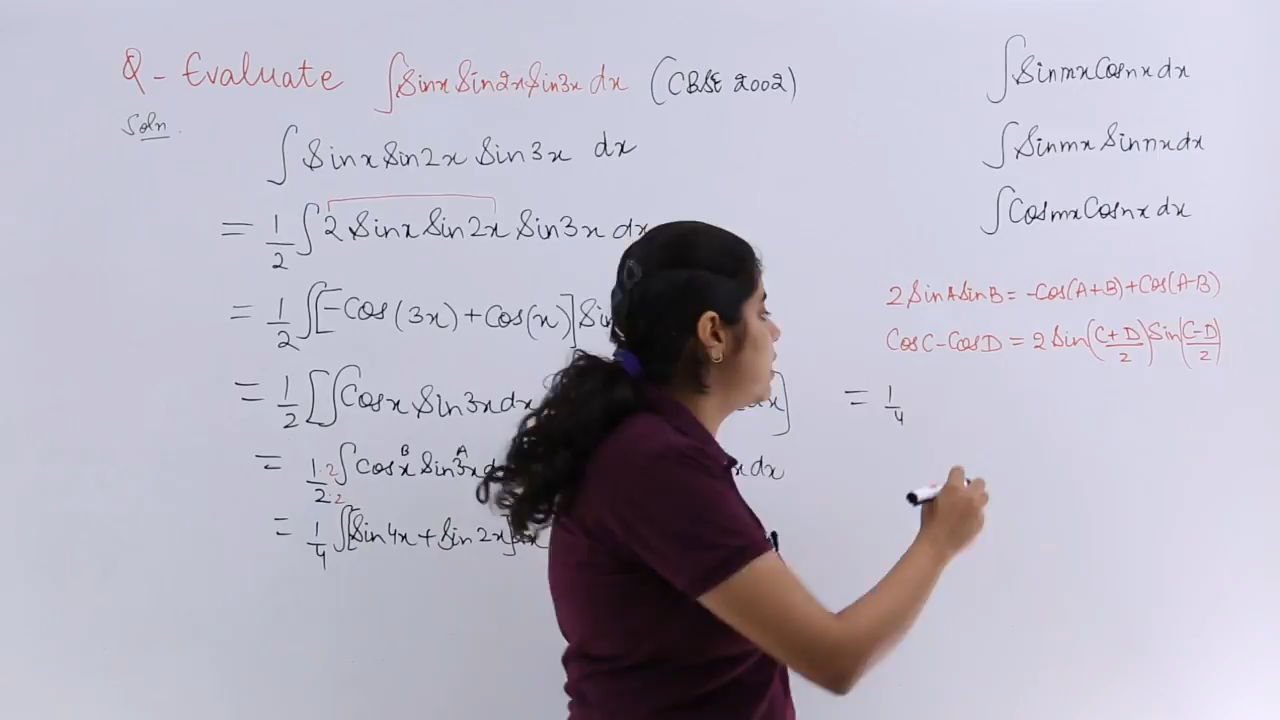 Q - Evaluate ∫Sinx Sin2x Sin3x dx (CBSE 2002)
Soln.
∫ Sinx Sin2x Sin3x dx
= 1/2 ∫ 2 Sinx Sin2x Sin3x dx
= 1/2 ∫[-Cos(3x) + Cos(x)]
= 1/2 [∫Cosx Sin3x dx x]
= 1·2/2·2 ∫ Cosx^B Sin3x^A x dx
= 1/4 ∫[Sin4x + Sin2x] x
∫Sinmx Cosnx dx
∫Sinmx Sinnx dx
∫Cosmx Cosnx dx
2SinA SinB = -Cos(A+B) + Cos(A-B)
CosC - CosD = 2Sin(C+D/2) Sin(C-D/2)
= 1/4